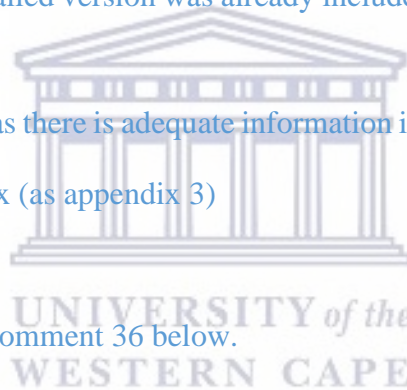 ailed version was already include
as there is adequate information i
x (as appendix 3)
UNIVERSITY of the
omment 36 below.
WESTERN CAPE